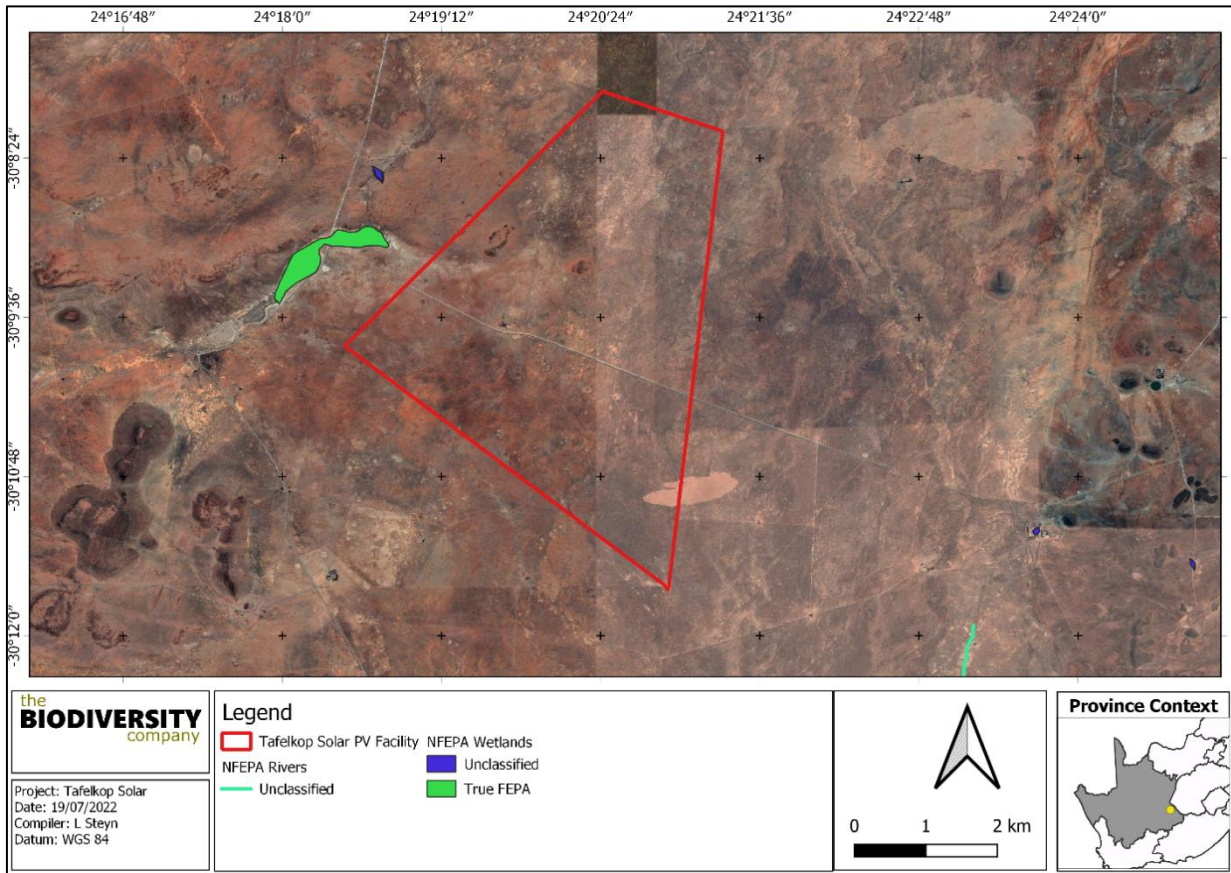 24°16′48″ 24°18′0″ 24°19′12″ 24°20′24″ 24°21′36″ 24°22′48″ 24°24′0″
-30°8′24″
-30°9′36″
-30°10′48″
-30°12′0″
the
BIODIVERSITY
company
Project: Tafelkop Solar
Date: 19/07/2022
Compiler: L Steyn
Datum: WGS 84
Legend
Tafelkop Solar PV Facility
NFEPA Rivers
Unclassified
NFEPA Wetlands
Unclassified
True FEPA
0 1 2 km
Province Context